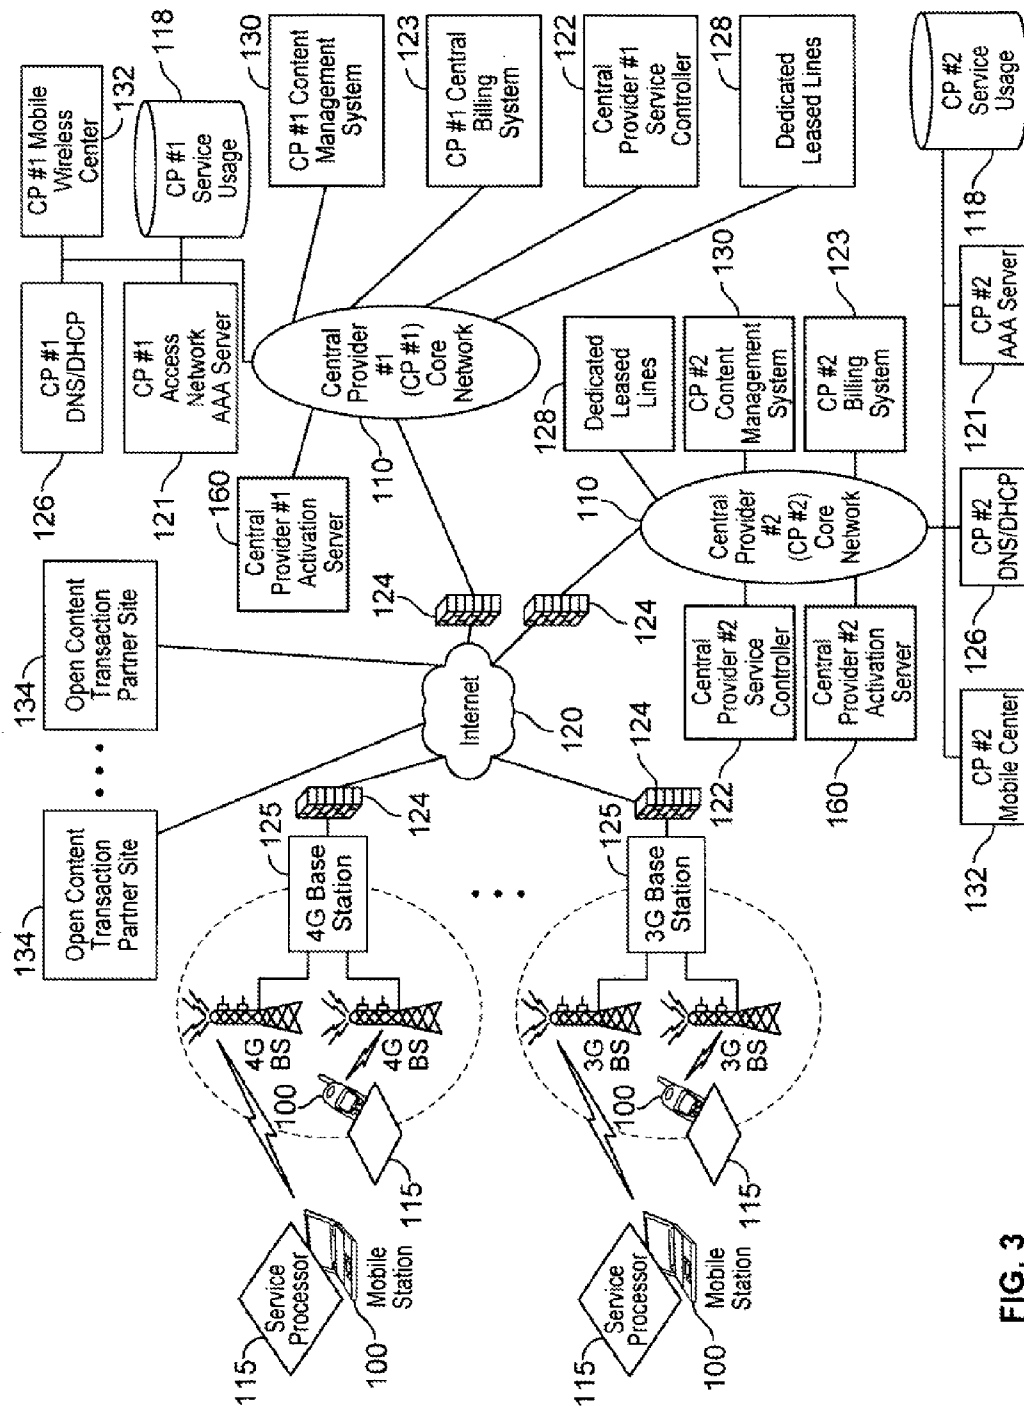 134
Open Content
Transaction
Partner Site
134
Open Content
Transaction
Partner Site
126
CP #1
DNS/DHCP
CP #1 Mobile
Wireless
Center
132
121
CP #1
Access
Network
AAA Server
CP #1
Service
Usage
118
160
Central
Provider #1
Activation
Server
110
Central
Provider
#1
(CP #1)
Core
Network
CP #1 Content
Management
System
130
CP #1 Central
Billing
System
123
Central
Provider #1
Service
Controller
122
Dedicated
Leased Lines
128
4G Base
Station
125
124
4G
BS
4G
BS
100
115
Service
Processor
115
Mobile
Station
100
Internet
120
124
124
3G Base
Station
125
124
3G
BS
3G
BS
100
115
Service
Processor
115
Mobile
Station
100
128
Dedicated
Leased
Lines
110
Central
Provider
#2
(CP #2)
Core
Network
CP #2
Content
Management
System
130
CP #2
Billing
System
123
Central
Provider #2
Service
Controller
122
Central
Provider #2
Activation
Server
160
132
CP #2
Mobile Center
126
CP #2
DNS/DHCP
121
CP #2
AAA Server
118
CP #2
Service
Usage
FIG. 3